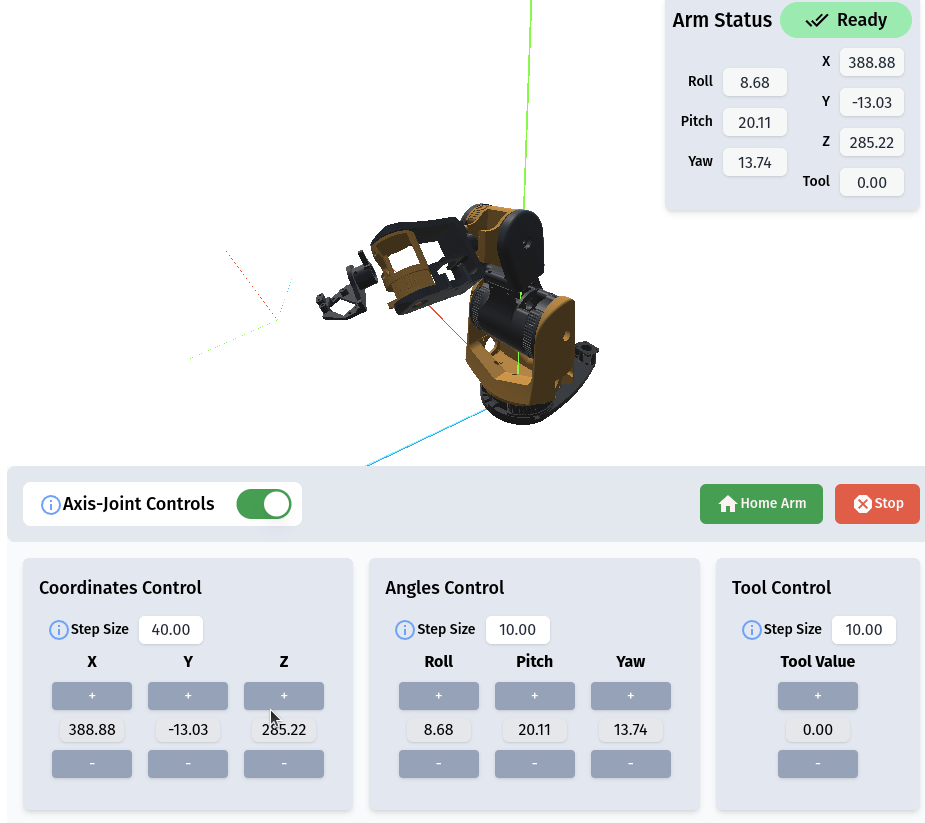 Arm Status
Ready
Roll 8.68
Pitch 20.11
Yaw 13.74
X 388.88
Y -13.03
Z 285.22
Tool 0.00
Axis-Joint Controls
Home Arm
Stop
Coordinates Control
Step Size 40.00
X Y Z
+ + +
388.88 -13.03 285.22
- - -
Angles Control
Step Size 10.00
Roll Pitch Yaw
+ + +
8.68 20.11 13.74
- - -
Tool Control
Step Size 10.00
Tool Value
+
0.00
-